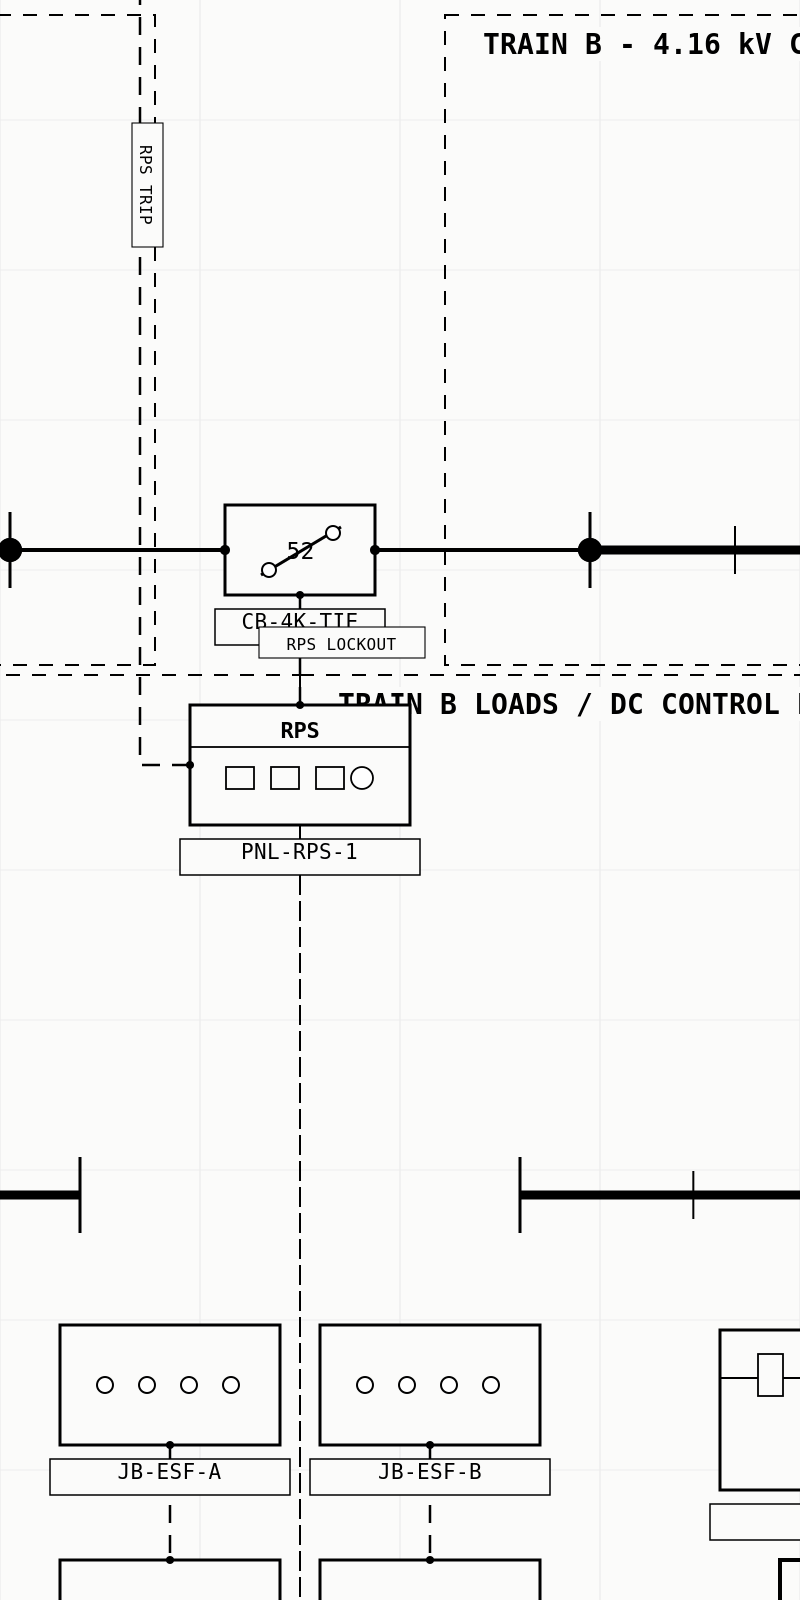 TRAIN B - 4.16 kV
RPS TRIP
52
CB-4K-TIE
RPS LOCKOUT
TRAIN B LOADS / DC CONTROL
RPS
PNL-RPS-1
JB-ESF-A
JB-ESF-B